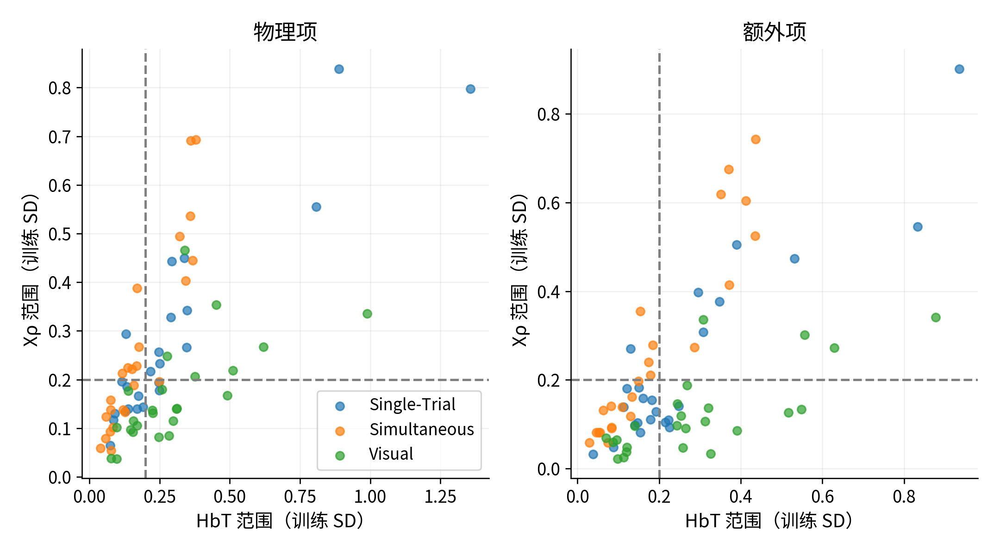 物理项
Xρ 范围（训练 SD）
0.8
0.7
0.6
0.5
0.4
0.3
0.2
0.1
0.0
0.00 0.25 0.50 0.75 1.00 1.25
HbT 范围（训练 SD）
Single-Trial
Simultaneous
Visual
额外项
Xρ 范围（训练 SD）
0.8
0.6
0.4
0.2
0.0
0.0 0.2 0.4 0.6 0.8
HbT 范围（训练 SD）